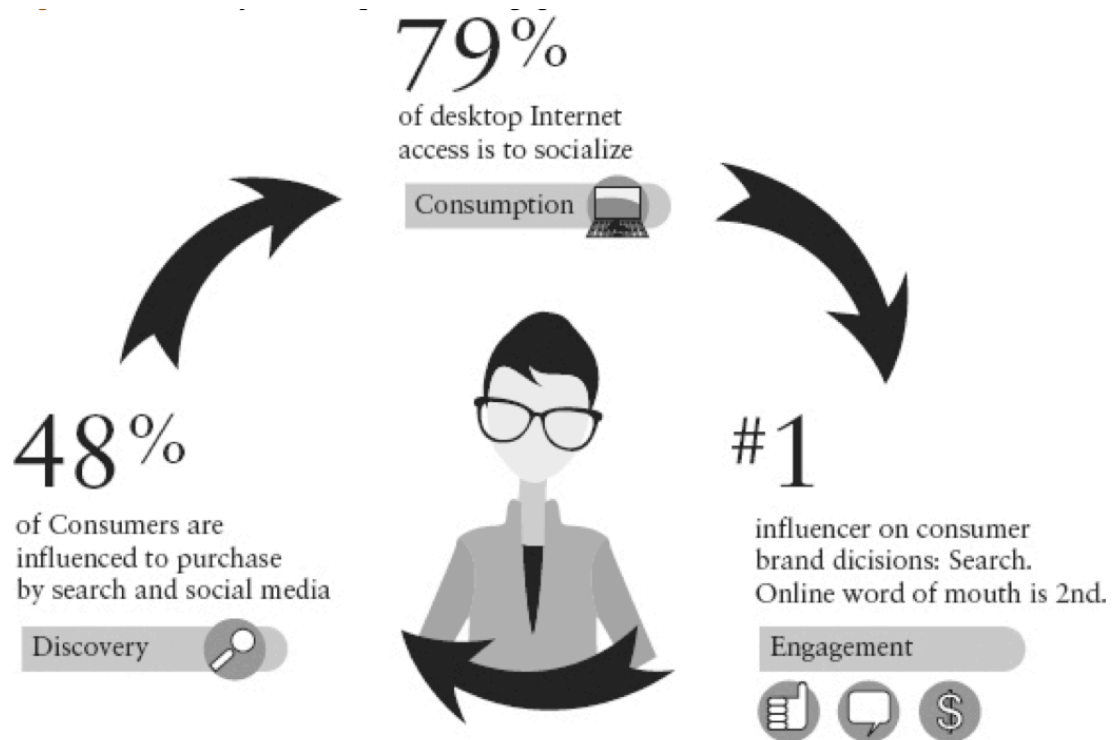 79%
of desktop Internet
access is to socialize
Consumption
48%
of Consumers are
influenced to purchase
by search and social media
Discovery
#1
influencer on consumer
brand dicisions: Search.
Online word of mouth is 2nd.
Engagement
$